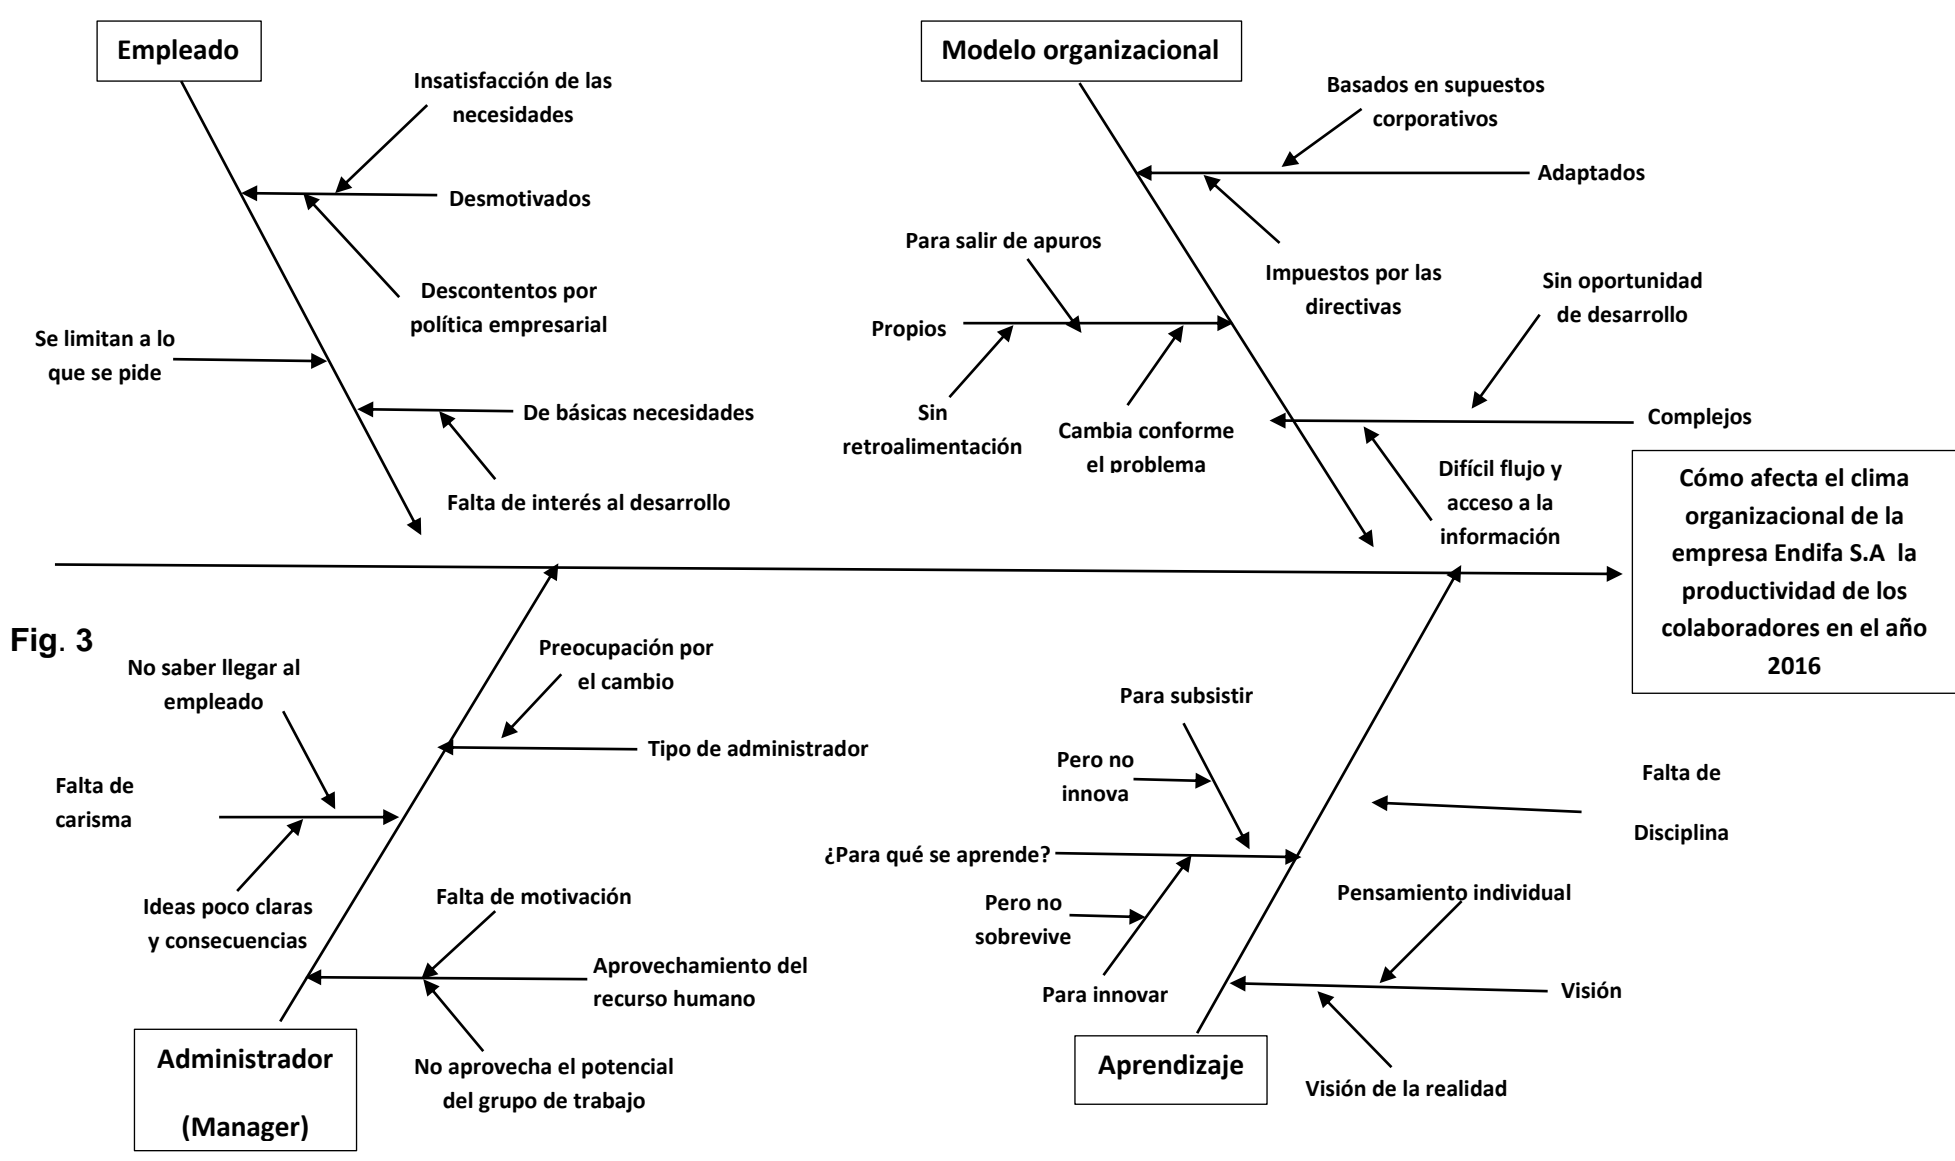 Empleado
Modelo organizacional
Insatisfacción de las
necesidades
Basados en supuestos
corporativos
Desmotivados
Adaptados
Para salir de apuros
Impuestos por las
directivas
Sin oportunidad
de desarrollo
Descontentos por
política empresarial
Propios
Se limitan a lo
que se pide
De básicas necesidades
Sin
retroalimentación
Cambia conforme
el problema
Complejos
Falta de interés al desarrollo
Difícil flujo y
acceso a la
información
Cómo afecta el clima
organizacional de la
empresa Endifa S.A la
productividad de los
colaboradores en el año
2016
Fig. 3
No saber llegar al
empleado
Preocupación por
el cambio
Para subsistir
Tipo de administrador
Pero no
innova
Falta de
Disciplina
Falta de
carisma
¿Para qué se aprende?
Ideas poco claras
y consecuencias
Falta de motivación
Pero no
sobrevive
Pensamiento individual
Aprovechamiento del
recurso humano
Para innovar
Visión
Administrador
(Manager)
No aprovecha el potencial
del grupo de trabajo
Aprendizaje
Visión de la realidad